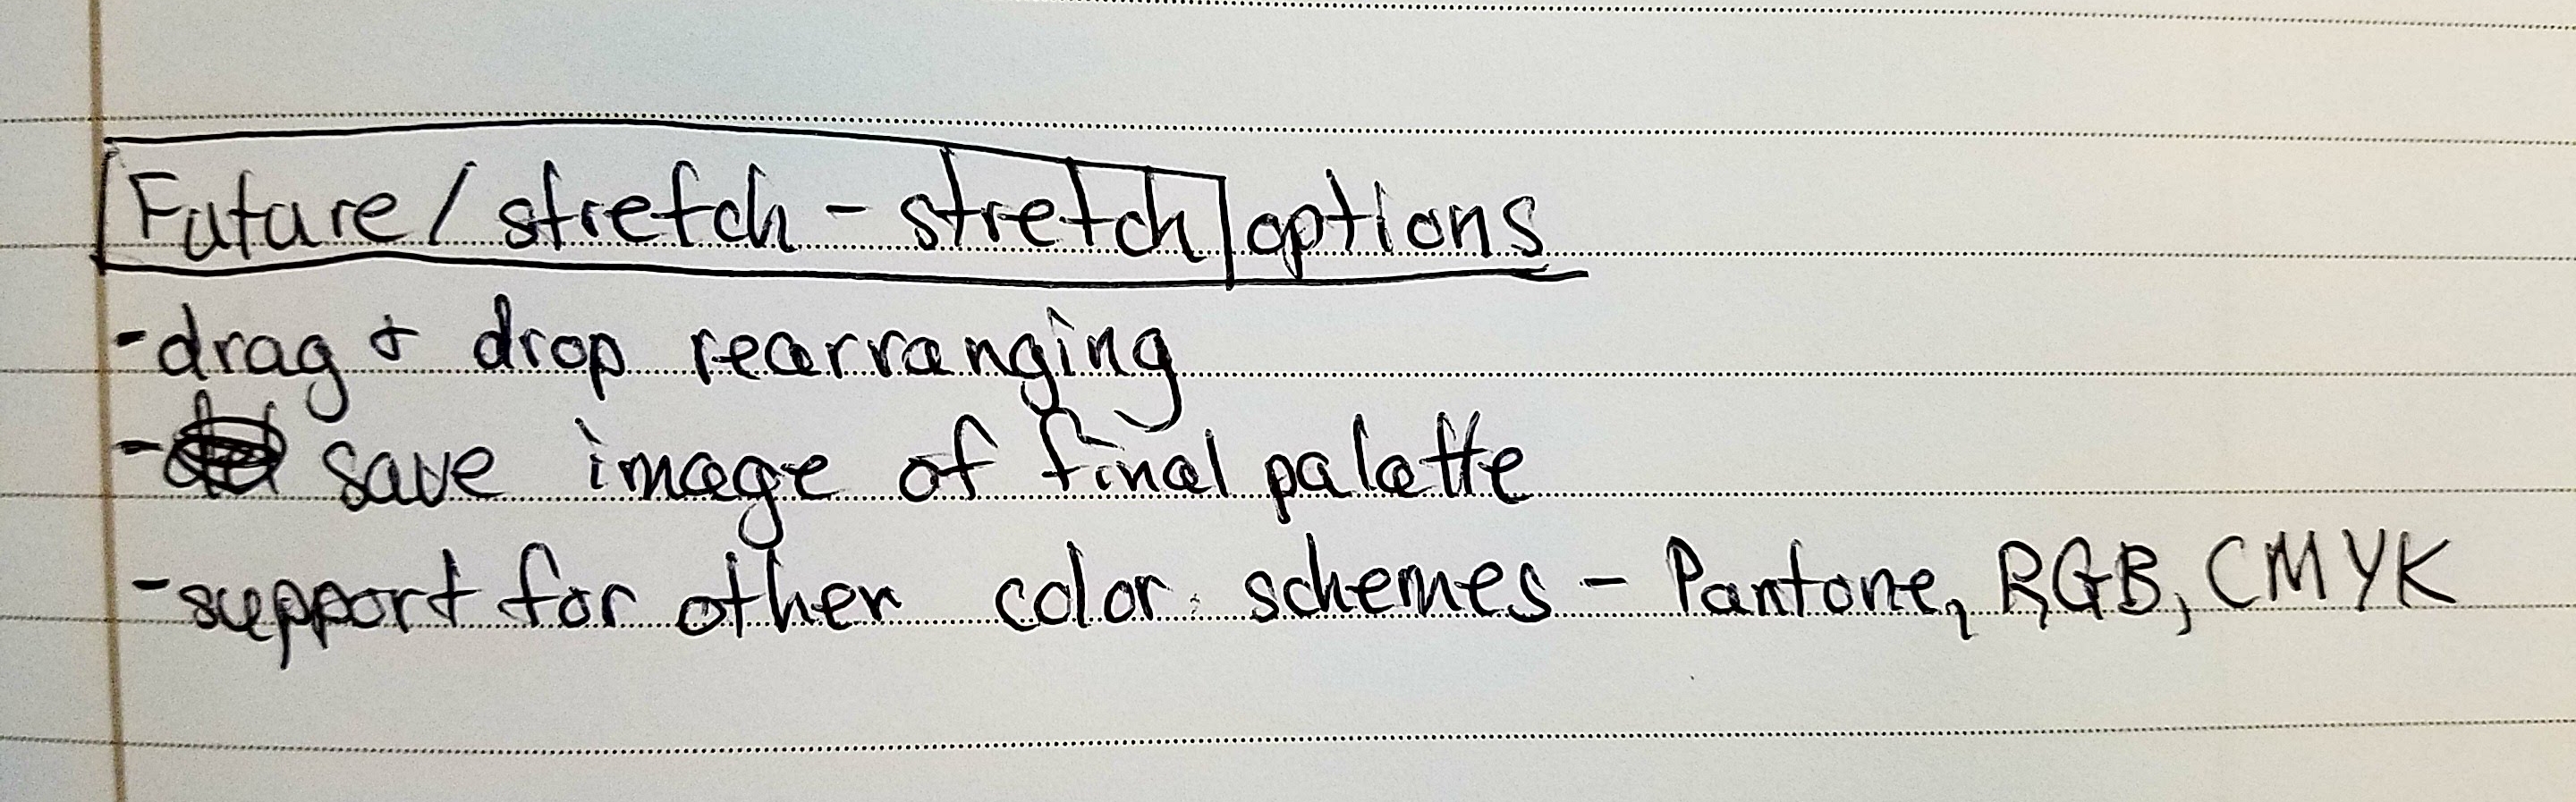 Future/stretch-stretch options
-drag & drop rearranging
- save image of final palette
-support for other color schemes - Pantone, RGB, CMYK